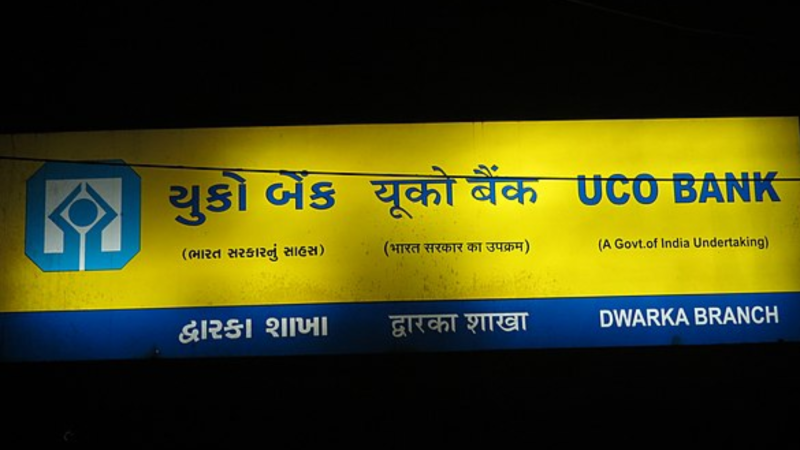 યુકો બેંક यूको बैंक UCO BANK
(ભારત સરકારનું સાહસ) (भारत सरकार का उपक्रम) (A Govt.of India Undertaking)
દ્વારકા શાખા द्वारका शाखा DWARKA BRANCH